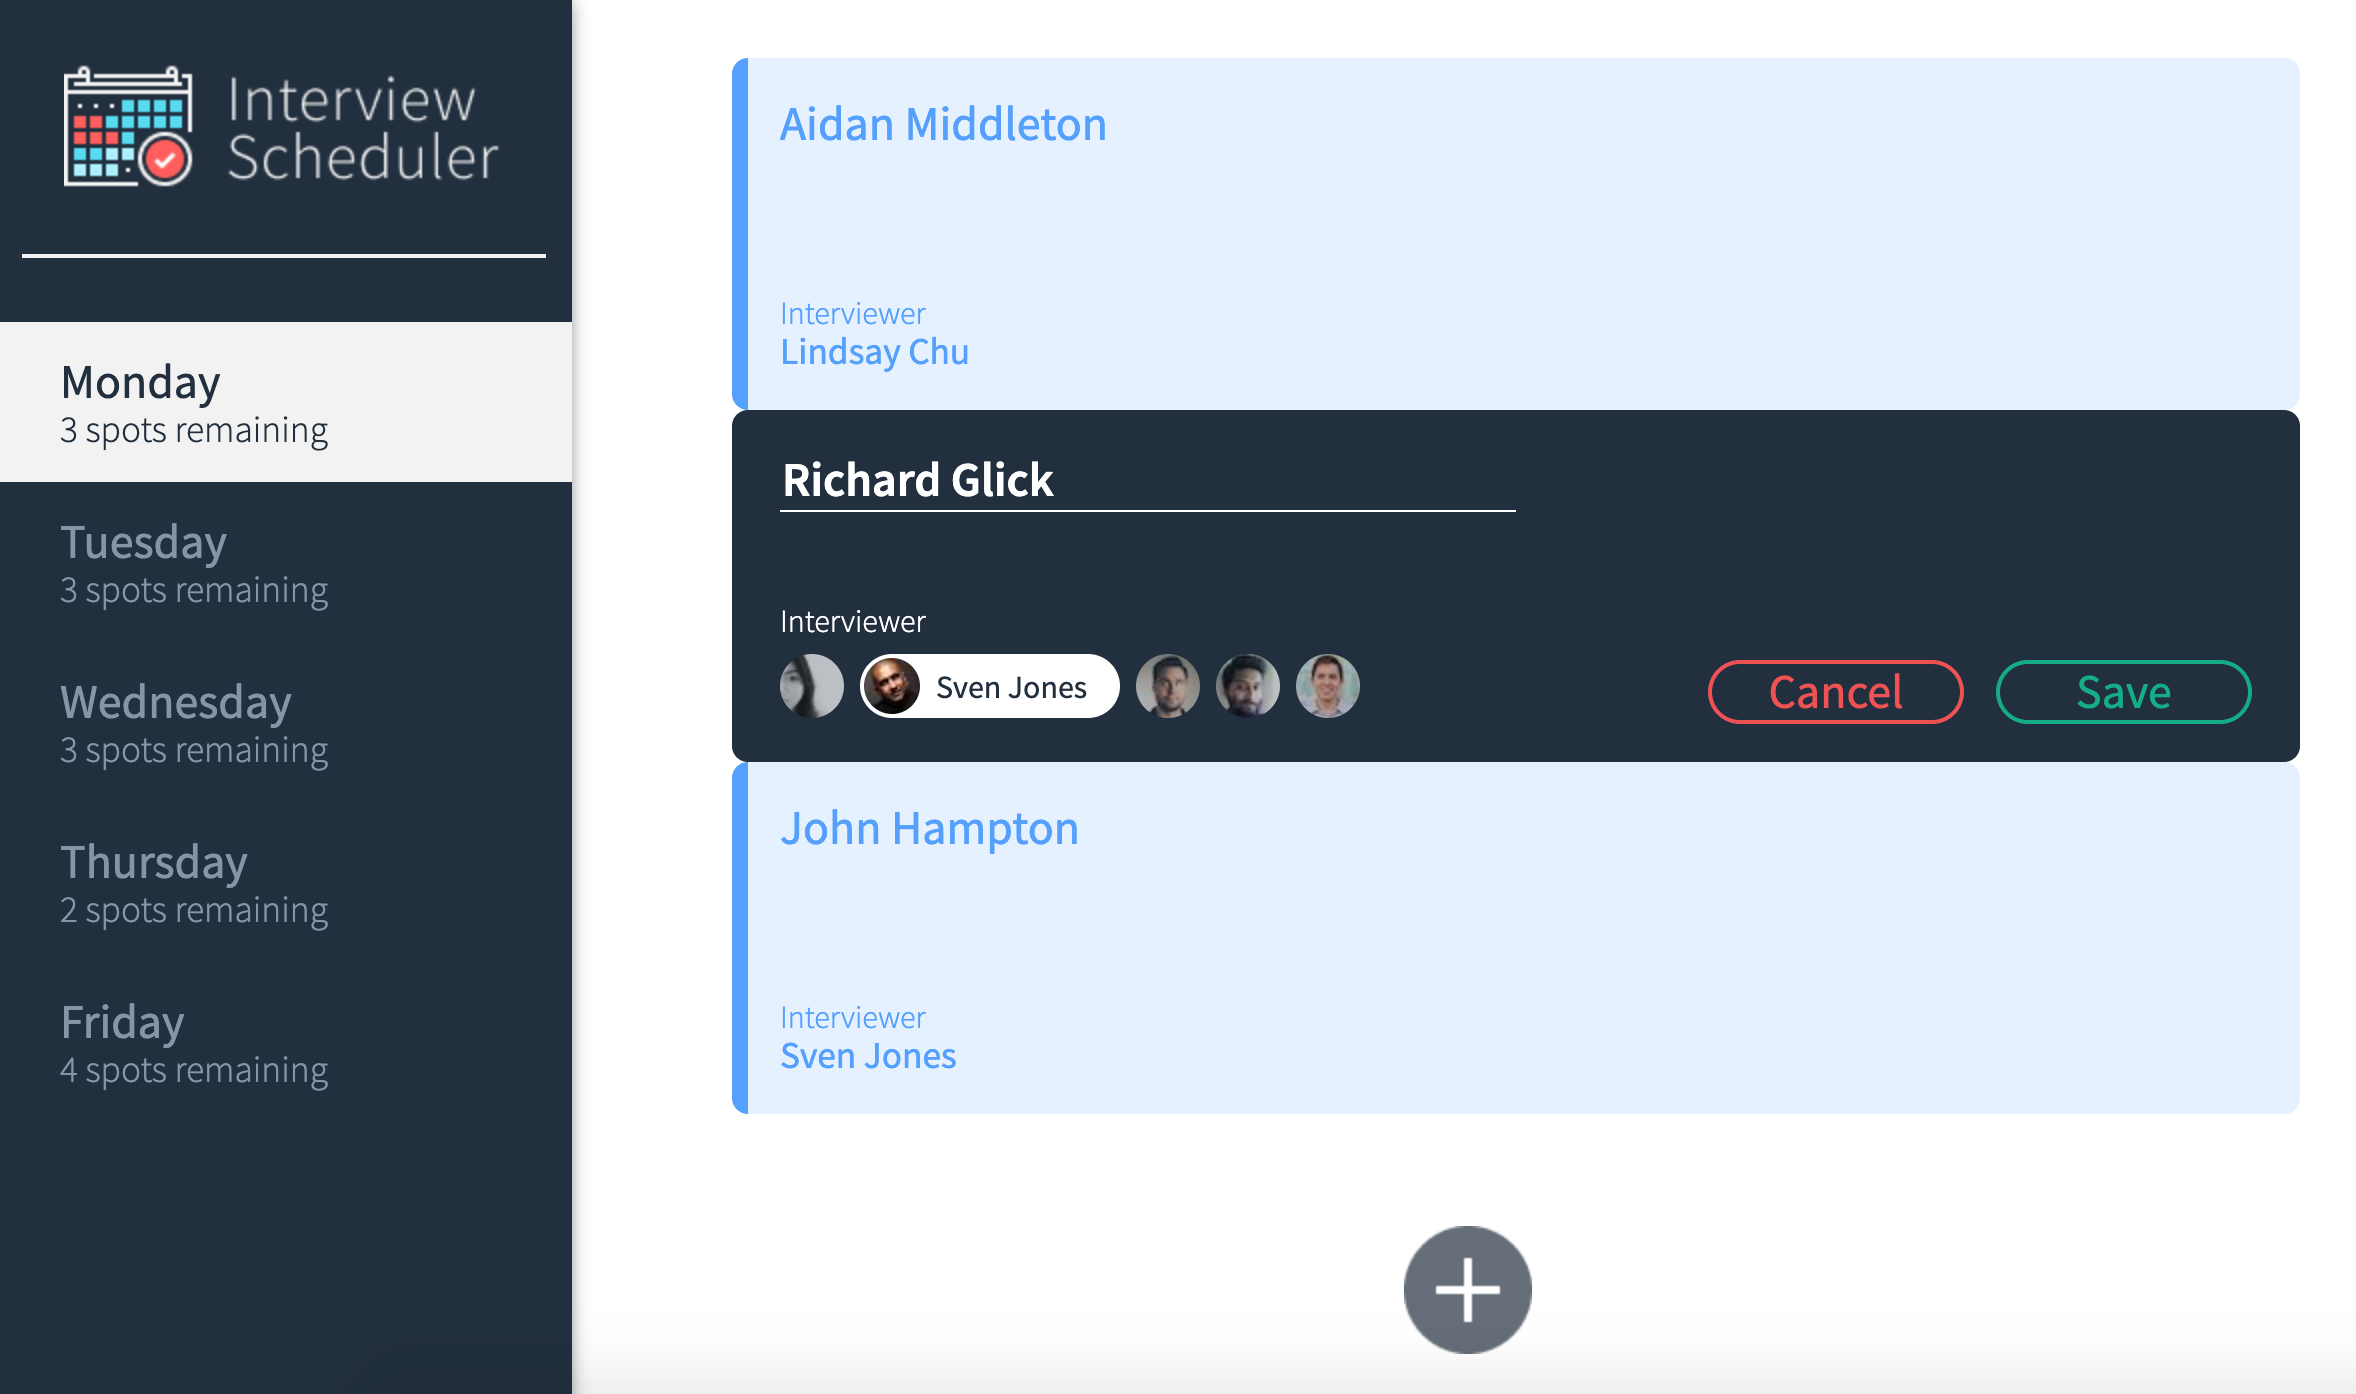 Interview
Scheduler
Monday
3 spots remaining
Tuesday
3 spots remaining
Wednesday
3 spots remaining
Thursday
2 spots remaining
Friday
4 spots remaining
Aidan Middleton
Interviewer
Lindsay Chu
Richard Glick
Interviewer
Sven Jones
Cancel
Save
John Hampton
Interviewer
Sven Jones